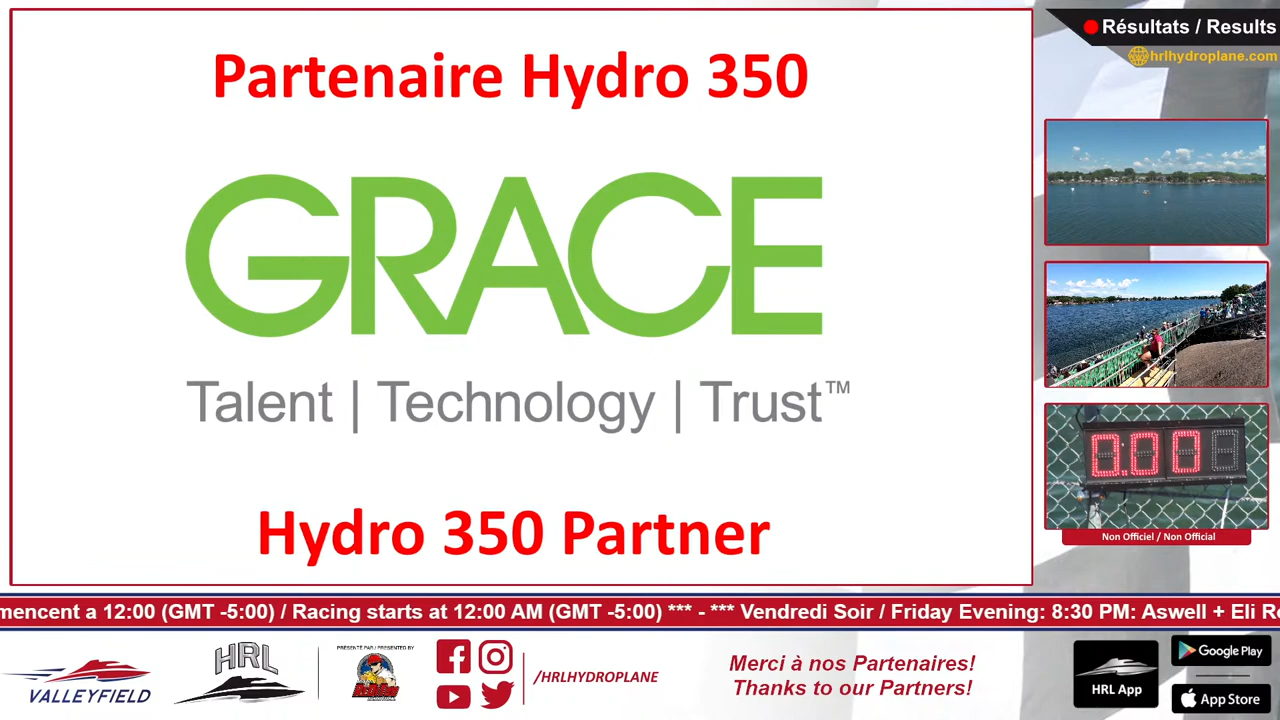 Partenaire Hydro 350
GRACE
Talent | Technology | Trust™
Hydro 350 Partner
Résultats / Results
hrlhydroplane.com
0.00
Non Officiel / Non Official
mencent a 12:00 (GMT -5:00) / Racing starts at 12:00 AM (GMT -5:00) *** - *** Vendredi Soir / Friday Evening: 8:30 PM: Aswell + Eli Ro
VALLEYFIELD
HRL
PRÉSENTÉ PAR / PRESENTED BY
/HRLHYDROPLANE
Merci à nos Partenaires!
Thanks to our Partners!
HRL App
Google Play
App Store